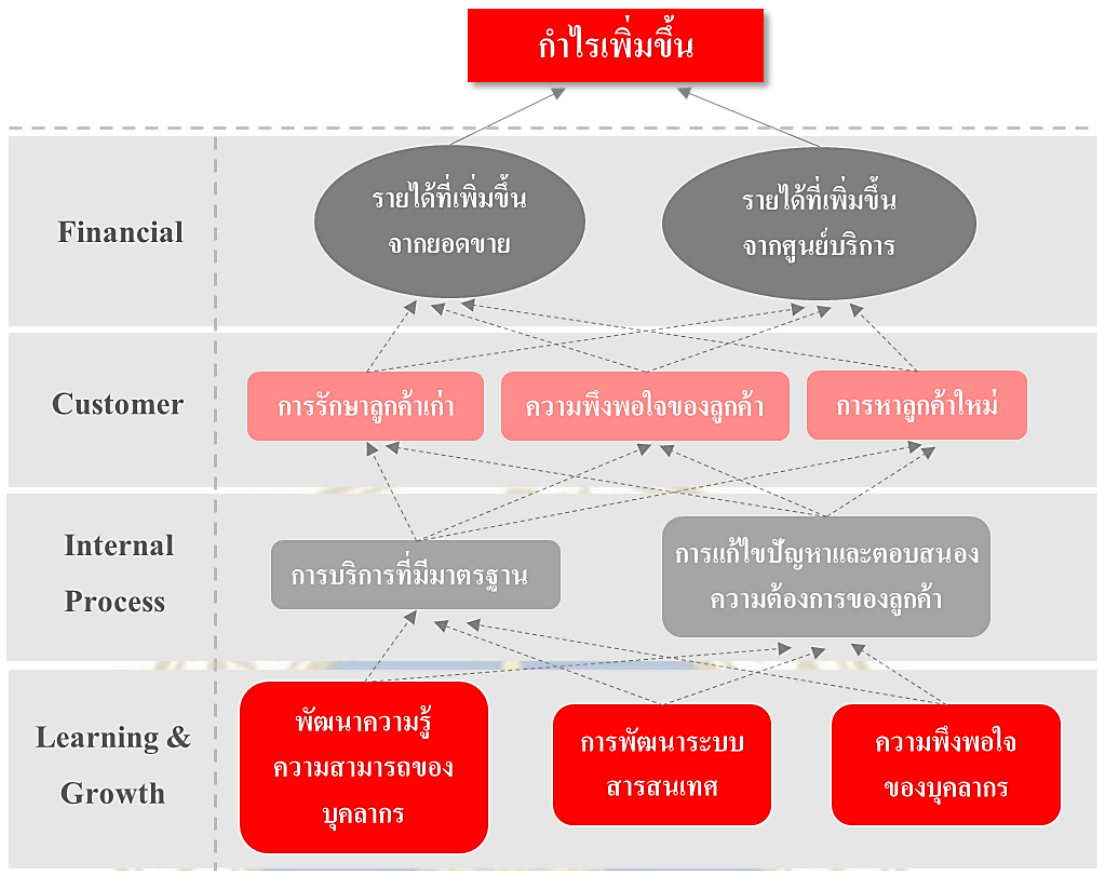 กำไรเพิ่มขึ้น
Financial
รายได้ที่เพิ่มขึ้น
จากยอดขาย
รายได้ที่เพิ่มขึ้น
จากศูนย์บริการ
Customer
การรักษาลูกค้าเก่า
ความพึงพอใจของลูกค้า
การหาลูกค้าใหม่
Internal
Process
การบริการที่มีมาตรฐาน
การแก้ไขปัญหาและตอบสนอง
ความต้องการของลูกค้า
Learning &
Growth
พัฒนาความรู้
ความสามารถของ
บุคลากร
การพัฒนาระบบ
สารสนเทศ
ความพึงพอใจ
ของบุคลากร